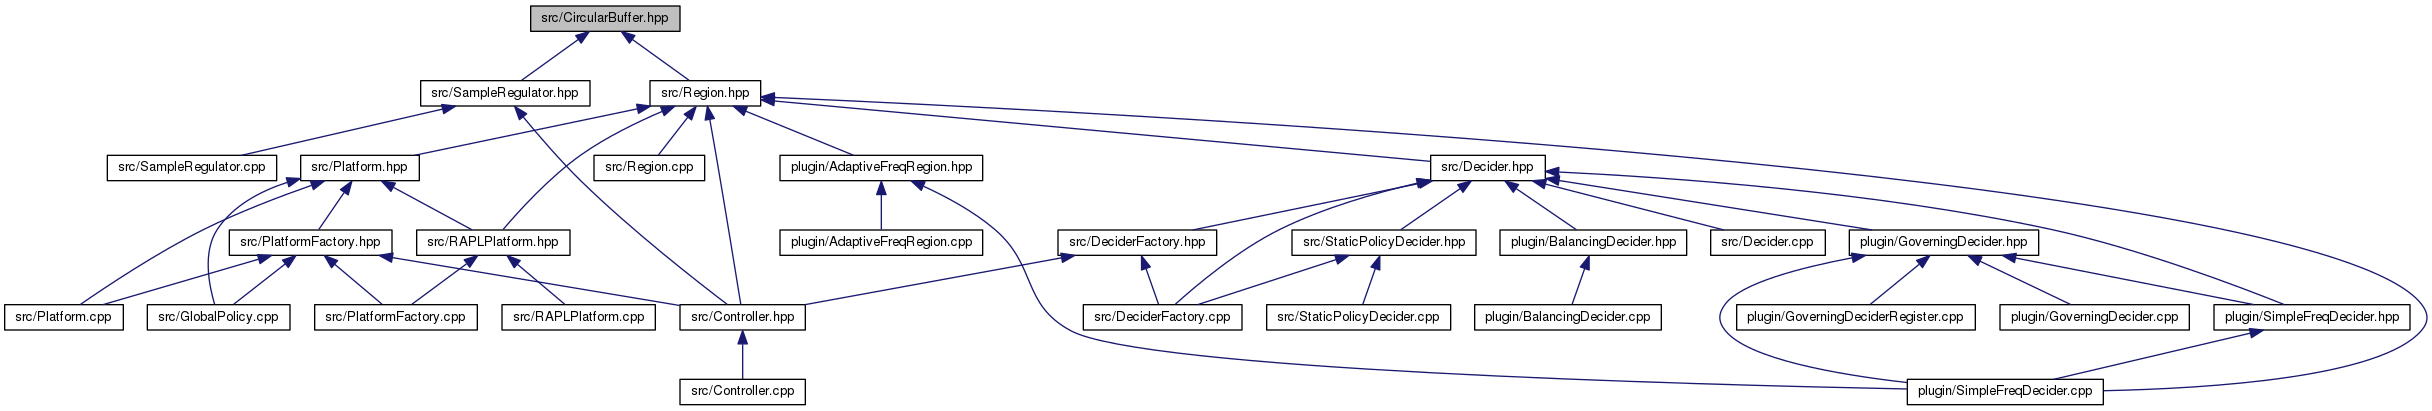 src/CircularBuffer.hpp
src/SampleRegulator.hpp
src/Region.hpp
src/SampleRegulator.cpp
src/Platform.hpp
src/Region.cpp
plugin/AdaptiveFreqRegion.hpp
src/Decider.hpp
src/PlatformFactory.hpp
src/RAPLPlatform.hpp
plugin/AdaptiveFreqRegion.cpp
src/DeciderFactory.hpp
src/StaticPolicyDecider.hpp
plugin/BalancingDecider.hpp
src/Decider.cpp
plugin/GoverningDecider.hpp
src/Platform.cpp
src/GlobalPolicy.cpp
src/PlatformFactory.cpp
src/RAPLPlatform.cpp
src/Controller.hpp
src/DeciderFactory.cpp
src/StaticPolicyDecider.cpp
plugin/BalancingDecider.cpp
plugin/GoverningDeciderRegister.cpp
plugin/GoverningDecider.cpp
plugin/SimpleFreqDecider.hpp
src/Controller.cpp
plugin/SimpleFreqDecider.cpp